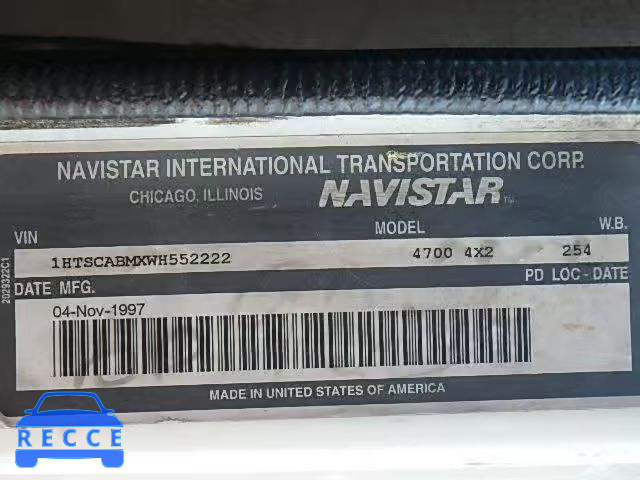 NAVISTAR INTERNATIONAL TRANSPORTATION CORP.
CHICAGO, ILLINOIS NAVISTAR
VIN MODEL W.B.
1HTSCABMXWH552222 4700 4X2 254
DATE MFG. PD LOC - DATE
04-Nov-1997
MADE IN UNITED STATES OF AMERICA
2029322C1
RECCE